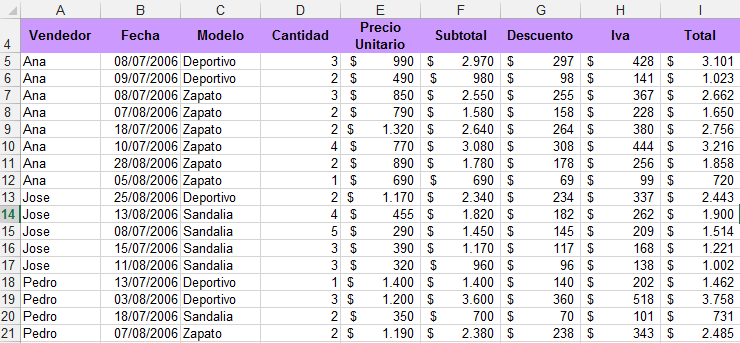 A B C D E F G H I
4 Vendedor Fecha Modelo Cantidad Precio Unitario Subtotal Descuento Iva Total
5 Ana 08/07/2006 Deportivo 3 $ 990 $ 2.970 $ 297 $ 428 $ 3.101
6 Ana 09/07/2006 Deportivo 2 $ 490 $ 980 $ 98 $ 141 $ 1.023
7 Ana 08/07/2006 Zapato 3 $ 850 $ 2.550 $ 255 $ 367 $ 2.662
8 Ana 07/08/2006 Zapato 2 $ 790 $ 1.580 $ 158 $ 228 $ 1.650
9 Ana 18/07/2006 Zapato 2 $ 1.320 $ 2.640 $ 264 $ 380 $ 2.756
10 Ana 10/07/2006 Zapato 4 $ 770 $ 3.080 $ 308 $ 444 $ 3.216
11 Ana 28/08/2006 Zapato 2 $ 890 $ 1.780 $ 178 $ 256 $ 1.858
12 Ana 05/08/2006 Zapato 1 $ 690 $ 690 $ 69 $ 99 $ 720
13 Jose 25/08/2006 Deportivo 2 $ 1.170 $ 2.340 $ 234 $ 337 $ 2.443
14 Jose 13/08/2006 Sandalia 4 $ 455 $ 1.820 $ 182 $ 262 $ 1.900
15 Jose 08/07/2006 Sandalia 5 $ 290 $ 1.450 $ 145 $ 209 $ 1.514
16 Jose 15/07/2006 Sandalia 3 $ 390 $ 1.170 $ 117 $ 168 $ 1.221
17 Jose 11/08/2006 Sandalia 3 $ 320 $ 960 $ 96 $ 138 $ 1.002
18 Pedro 13/07/2006 Deportivo 1 $ 1.400 $ 1.400 $ 140 $ 202 $ 1.462
19 Pedro 03/08/2006 Deportivo 3 $ 1.200 $ 3.600 $ 360 $ 518 $ 3.758
20 Pedro 18/07/2006 Sandalia 2 $ 350 $ 700 $ 70 $ 101 $ 731
21 Pedro 07/08/2006 Zapato 2 $ 1.190 $ 2.380 $ 238 $ 343 $ 2.485